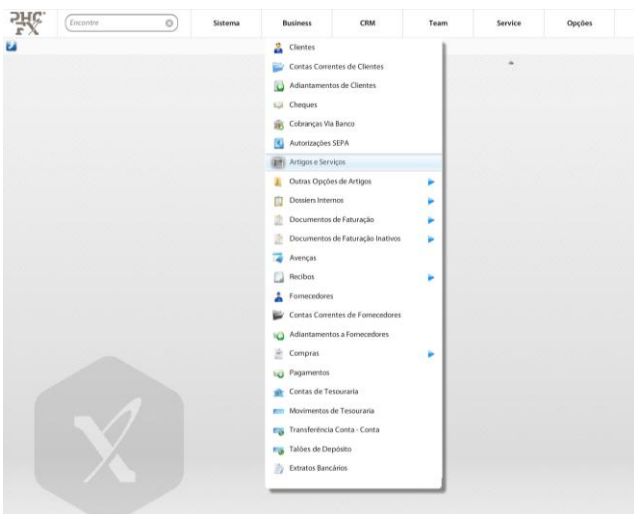 PHC FX
Encontre
Sistema
Business
CRM
Team
Service
Opções
Clientes
Contas Correntes de Clientes
Adiantamentos de Clientes
Cheques
Cobranças Via Banco
Autorizações SEPA
Artigos e Serviços
Outras Opções de Artigos
Dossiers Internos
Documentos de Faturação
Documentos de Faturação Inativos
Avenças
Recibos
Fornecedores
Contas Correntes de Fornecedores
Adiantamentos a Fornecedores
Compras
Pagamentos
Contas de Tesouraria
Movimentos de Tesouraria
Transferência Conta - Conta
Talões de Depósito
Extratos Bancários